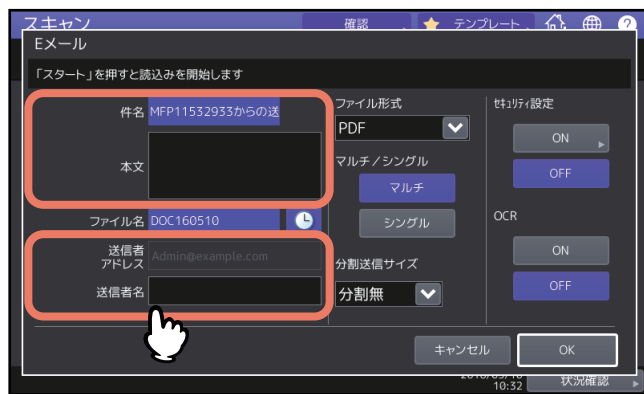 スキャン
確認
テンプレート
?
Eメール
「スタート」を押すと読込みを開始します
件名 MFP11532933からの送
本文
ファイル名 DOC160510
送信者
アドレス Admin@example.com
送信者名
ファイル形式
PDF
マルチ/シングル
マルチ
シングル
分割送信サイズ
分割無
セキュリティ設定
ON
OFF
OCR
ON
OFF
キャンセル
OK
10:32
状況確認